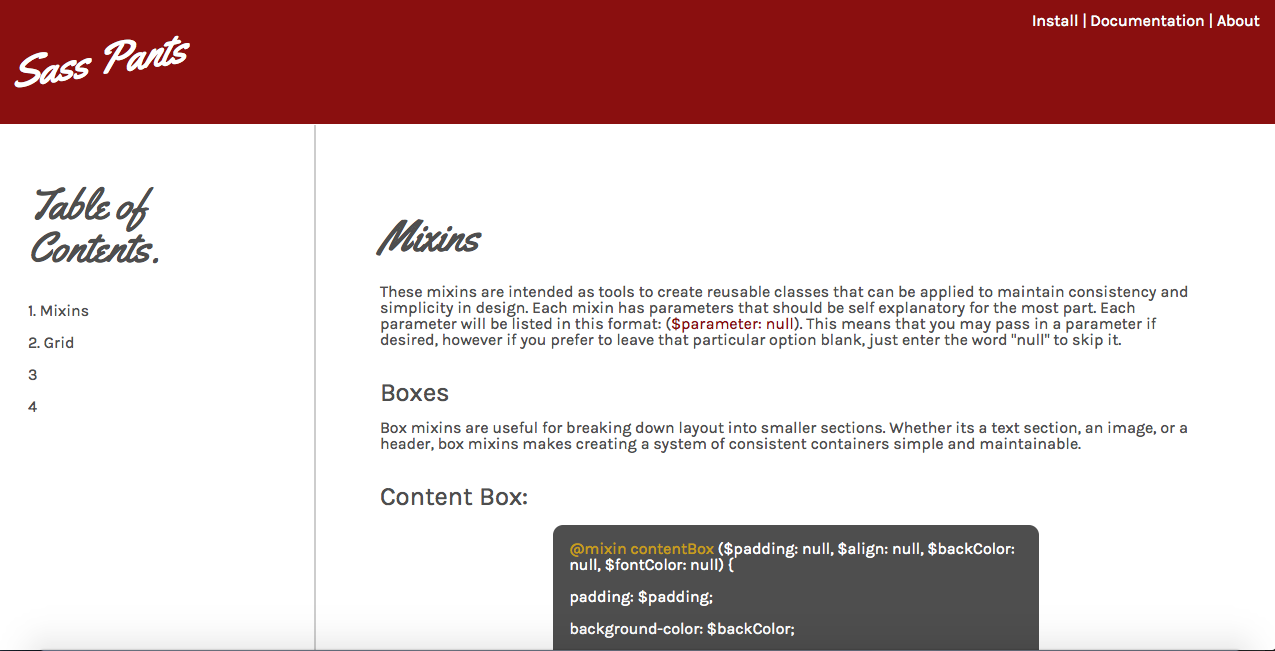 Install | Documentation | About
Sass Pants
Table of
Contents.
1. Mixins
2. Grid
3
4
Mixins
These mixins are intended as tools to create reusable classes that can be applied to maintain consistency and
simplicity in design. Each mixin has parameters that should be self explanatory for the most part. Each
parameter will be listed in this format: ($parameter: null). This means that you may pass in a parameter if
desired, however if you prefer to leave that particular option blank, just enter the word "null" to skip it.
Boxes
Box mixins are useful for breaking down layout into smaller sections. Whether its a text section, an image, or a
header, box mixins makes creating a system of consistent containers simple and maintainable.
Content Box:
@mixin contentBox ($padding: null, $align: null, $backColor:
null, $fontColor: null) {
padding: $padding;
background-color: $backColor;